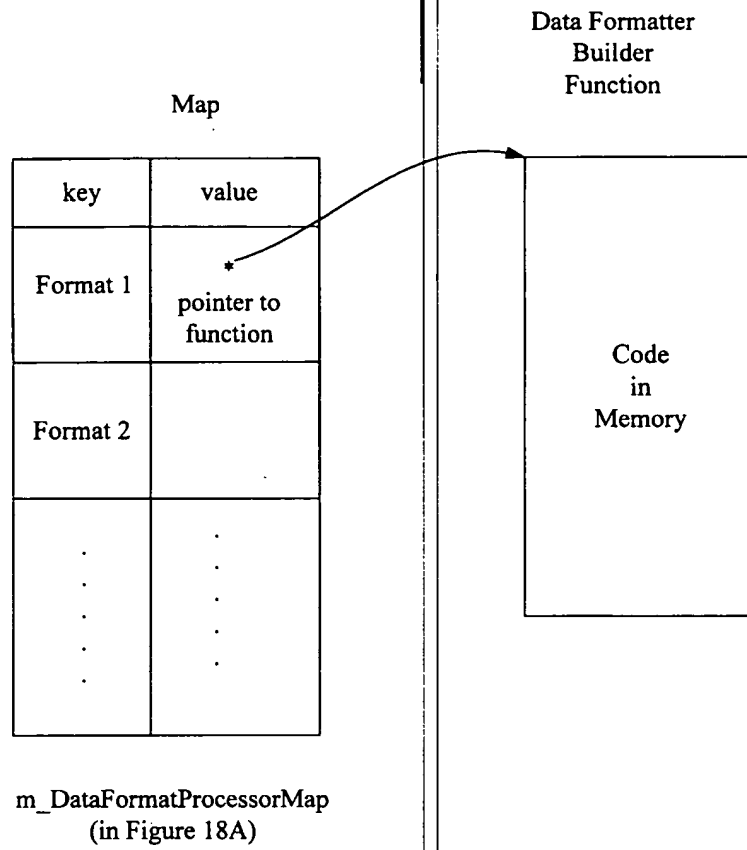 Map
key value
Format 1
*
pointer to
function
Format 2
m_DataFormatProcessorMap
(in Figure 18A)
Data Formatter
Builder
Function
Code
in
Memory